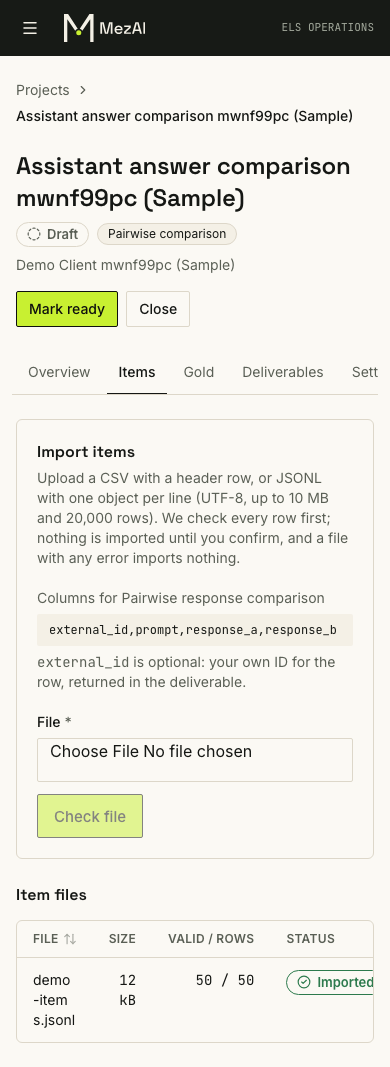 MezAI
ELS OPERATIONS
Projects
Assistant answer comparison mwnf99pc (Sample)
Assistant answer comparison
mwnf99pc (Sample)
Draft
Pairwise comparison
Demo Client mwnf99pc (Sample)
Mark ready
Close
Overview Items Gold Deliverables Sett
Import items
Upload a CSV with a header row, or JSONL
with one object per line (UTF-8, up to 10 MB
and 20,000 rows). We check every row first;
nothing is imported until you confirm, and a file
with any error imports nothing.
Columns for Pairwise response comparison
external_id,prompt,response_a,response_b
external_id is optional: your own ID for the
row, returned in the deliverable.
File *
Choose File No file chosen
Check file
Item files
FILE SIZE VALID / ROWS STATUS
demo 12 50 / 50 Imported
-item kB
s.jsonl